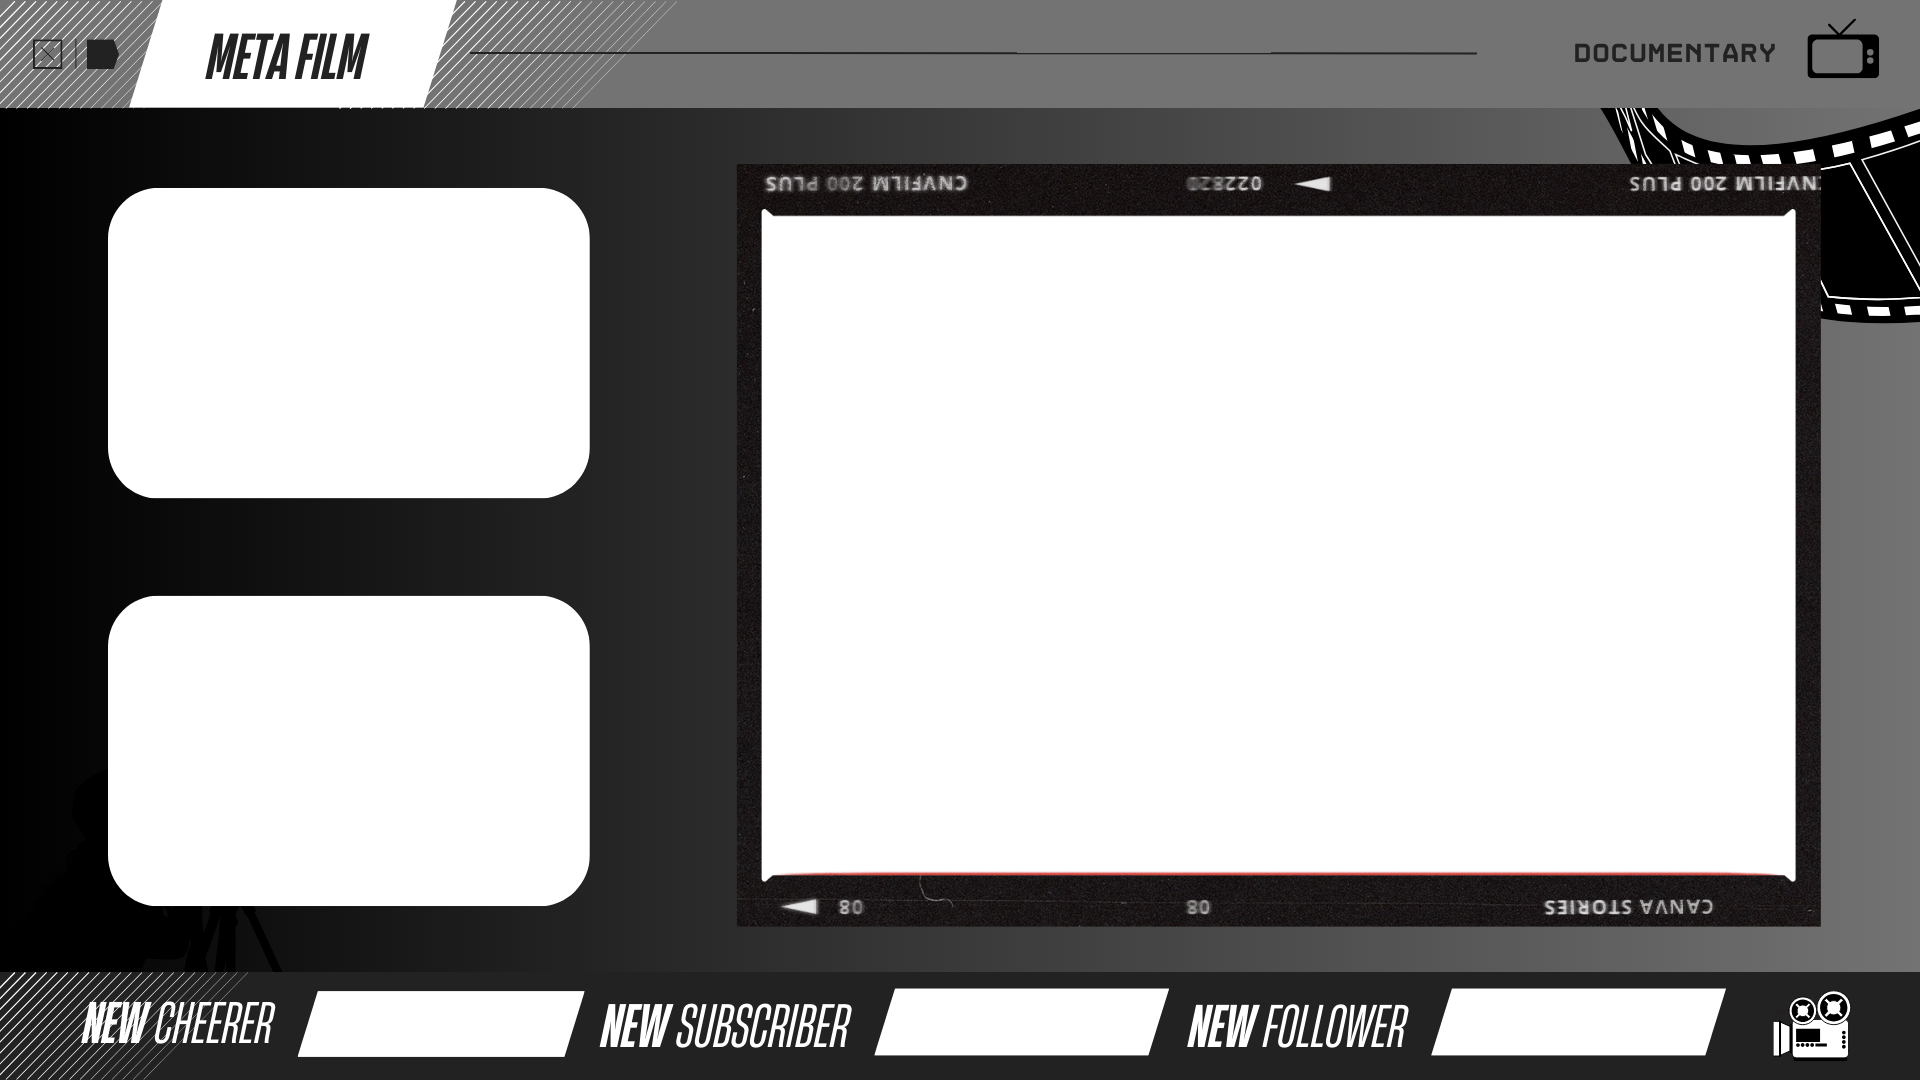 META FILM
DOCUMENTARY
CNVFILM 200 PLUS
022820
CNVFILM 200 PLUS
80
80
CANVA STORIES
NEW CHEERER
NEW SUBSCRIBER
NEW FOLLOWER